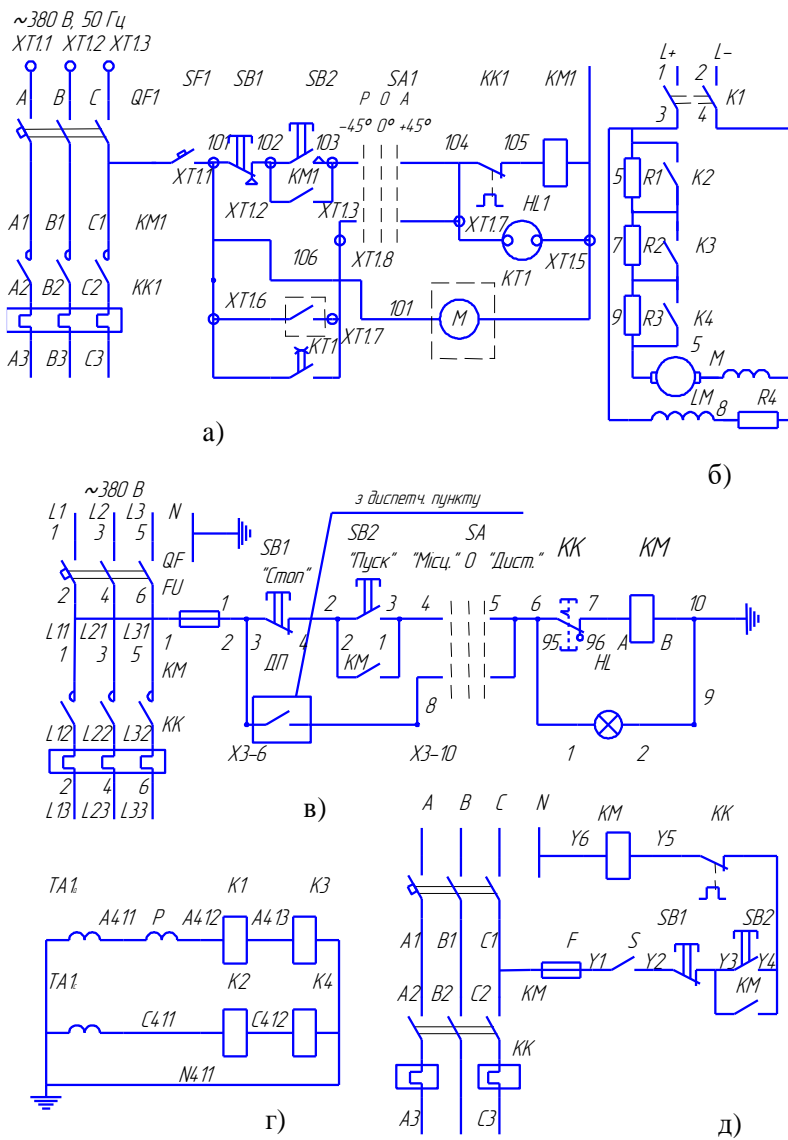 ~380 В, 50 Гц
XT1.1 XT1.2 XT1.3
A B C QF1
SF1 SB1 SB2 SA1 KK1 KM1
P O A
-45° 0° +45°
101 102 103 104 105
XT1.1 KM1
XT1.2 XT1.3 XT1.7 HL1
A1 B1 C1 KM1
106 XT1.8 KT1 XT1.5
A2 B2 C2 KK1
XT1.6 XT1.7 101 M
KT1
A3 B3 C3
а)
L+ L-
1 2
K1
3 4
5 R1 K2
7 R2 K3
9 R3 K4
5 M
LM 8 R4
б)
~380 В
L1 L2 L3 N
1 3 5
з диспетч. пункту
SB1 SB2 SA KK KM
"Стоп" "Пуск" "Місц." O "Дист."
QF
2 4 6 FU
1 2 3 4 5 6 7 10
L11 L21 L31 1 2 3 4 2 1 95 96 A B
1 3 5 ДП KM HL
KM
8 9
L12 L22 L32 KK
X3-6 X3-10 1 2
2 4 6
L13 L23 L33
в)
TA1 K1 K3
A411 P A412 A413
TA1 K2 K4
C411 C412
N411
г)
A B C N KM KK
Y6 Y5
SB1 SB2
A1 B1 C1 F S
Y1 Y2 Y3 Y4
A2 B2 C2 KM KM
KK
A3 C3
д)